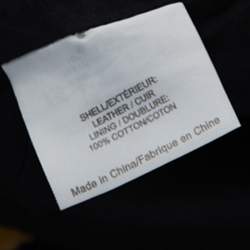 SHELL/EXTÉRIEUR:
LEATHER / CUIR
LINING / DOUBLURE:
100% COTTON/COTON
Made in China/Fabrique en Chine